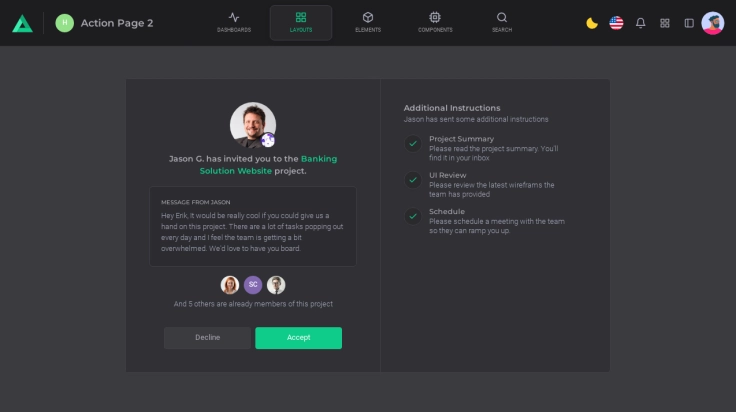 H
Action Page 2
DASHBOARDS
LAYOUTS
ELEMENTS
COMPONENTS
SEARCH
Jason G. has invited you to the Banking
Solution Website project.
MESSAGE FROM JASON
Hey Erik, it would be really cool if you could give us a
hand on this project. There are a lot of tasks popping out
every day and I feel the team is getting a bit
overwhelmed. We'd love to have you board.
SC
And 5 others are already members of this project
Decline
Accept
Additional Instructions
Jason has sent some additional instructions
Project Summary
Please read the project summary. You'll
find it in your inbox
UI Review
Please review the latest wireframes the
team has provided
Schedule
Please schedule a meeting with the team
so they can ramp you up.